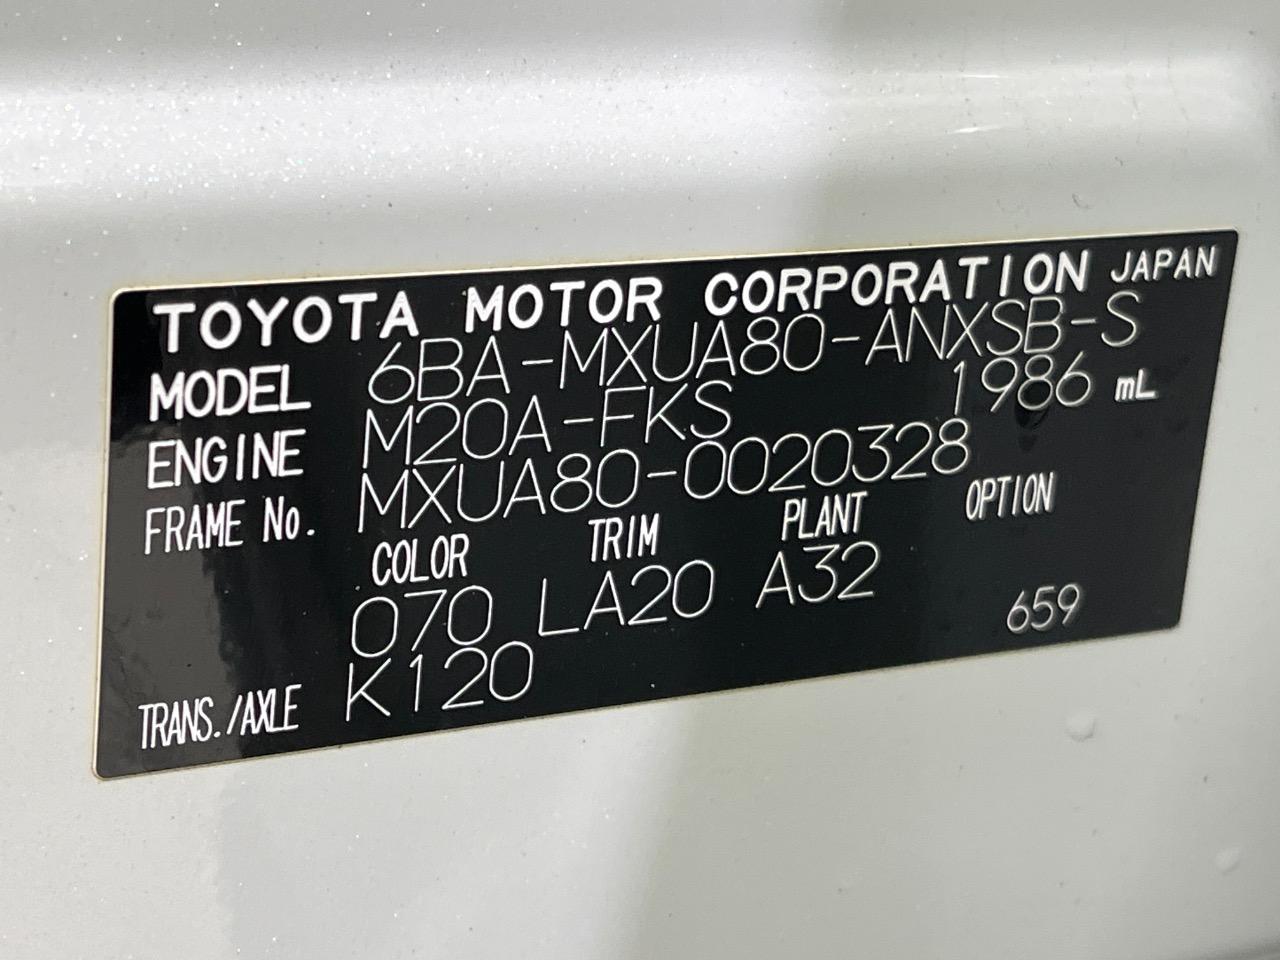 TOYOTA MOTOR CORPORATION JAPAN
MODEL 6BA-MXUA80-ANXSB-S
ENGINE M20A-FKS 1986 mL
FRAME No. MXUA80-0020328
COLOR TRIM PLANT OPTION
070 LA20 A32
TRANS./AXLE K120 659